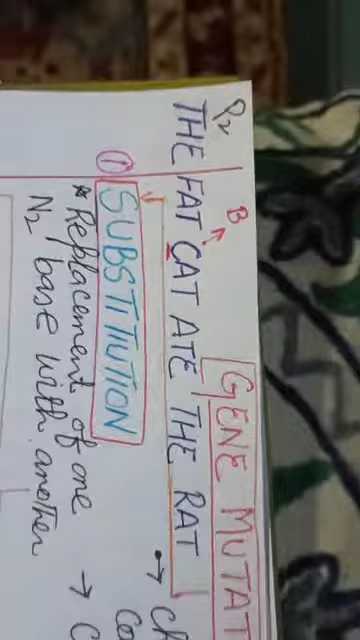 GENE MUTAT
B
THE FAT CAT ATE THE RAT
① SUBSTITUTION
* Replacement of one
N₂ base with another
→
→ C